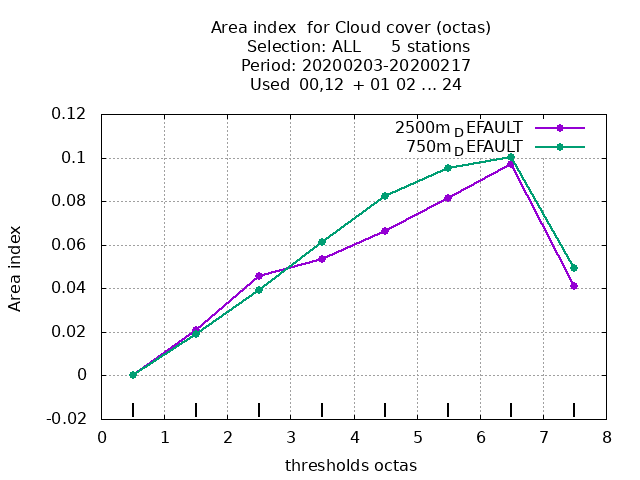 Area index  for Cloud cover (octas)
Selection: ALL      5 stations
Period: 20200203-20200217
Used  00,12  + 01 02 ... 24
2500m_DEFAULT
750m_DEFAULT
0.12
0.1
0.08
0.06
0.04
0.02
0
-0.02
Area index
0 1 2 3 4 5 6 7 8
thresholds octas